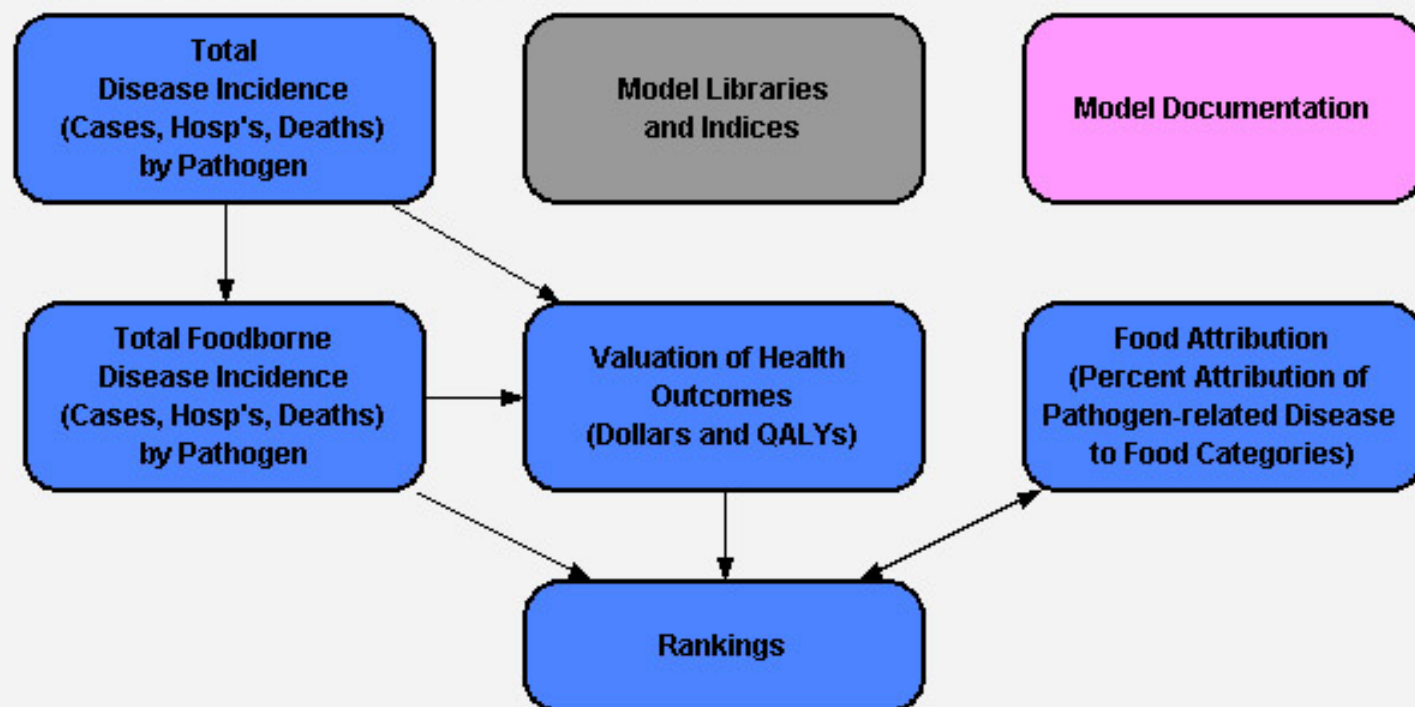 Total
Disease Incidence
(Cases, Hosp's, Deaths)
by Pathogen
Model Libraries
and Indices
Model Documentation
Total Foodborne
Disease Incidence
(Cases, Hosp's, Deaths)
by Pathogen
Valuation of Health
Outcomes
(Dollars and QALYs)
Food Attribution
(Percent Attribution of
Pathogen-related Disease
to Food Categories)
Rankings